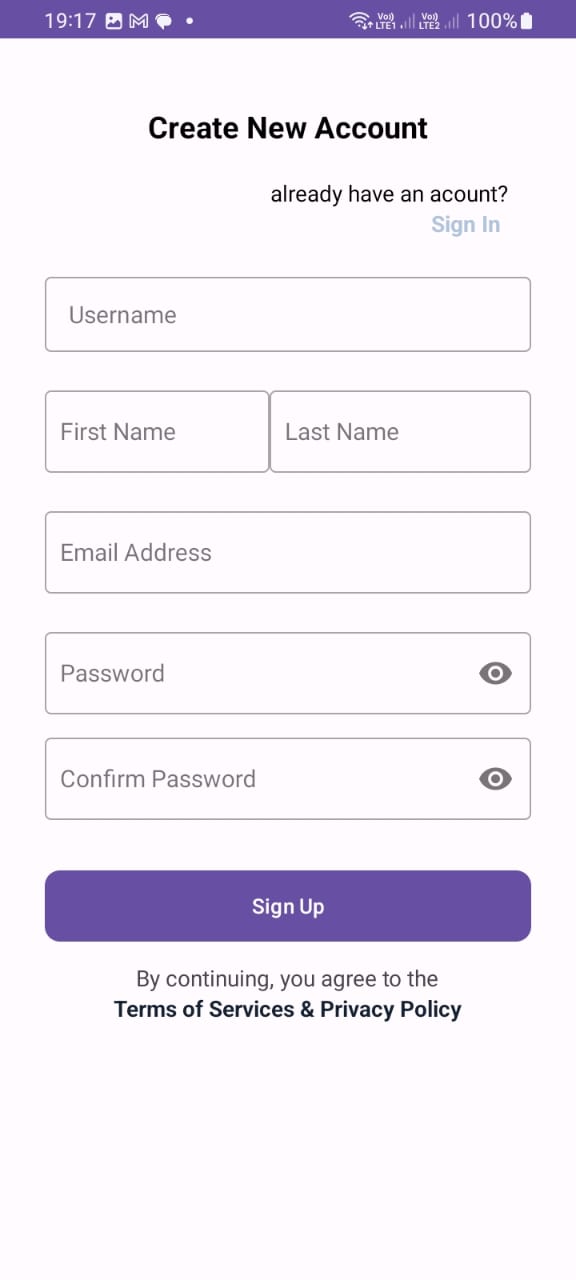 19:17 100%
Vo)) LTE1 Vo)) LTE2
Create New Account
already have an acount?
Sign In
Username
First Name Last Name
Email Address
Password
Confirm Password
Sign Up
By continuing, you agree to the
Terms of Services & Privacy Policy